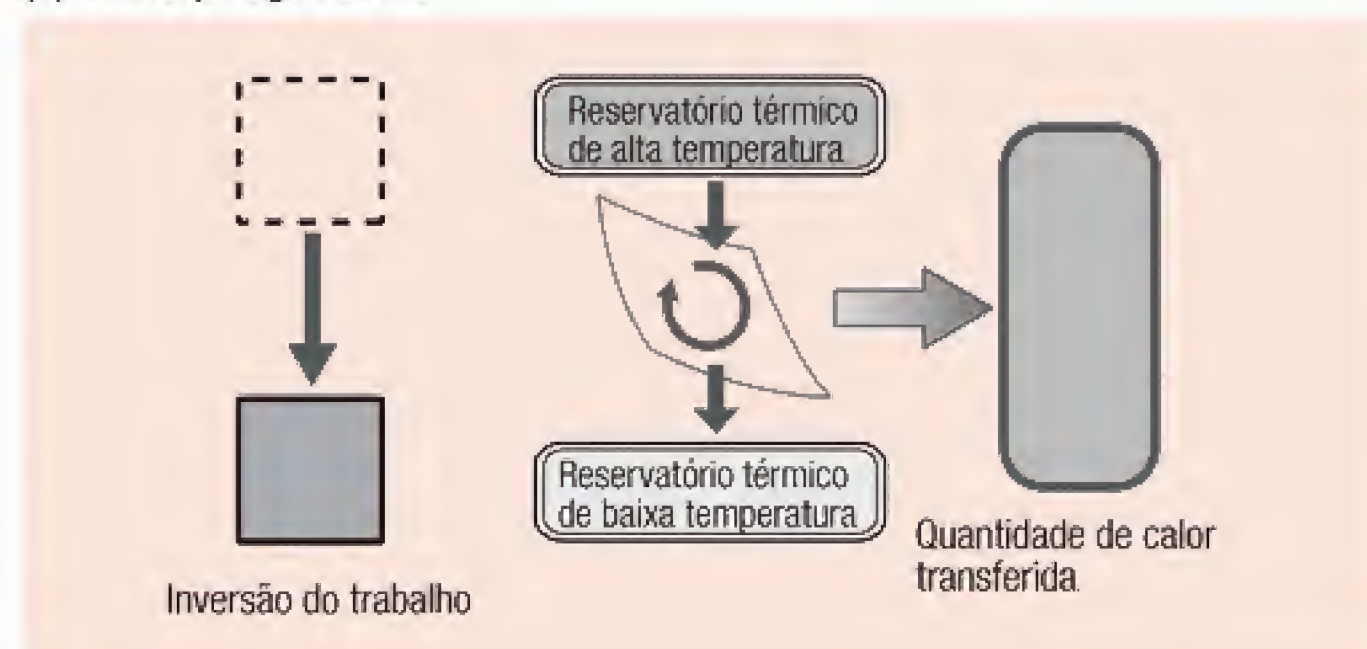 Reservatório térmico
de alta temperatura
Reservatório térmico
de baixa temperatura
Quantidade de calor
transferida.
Inversão do trabalho